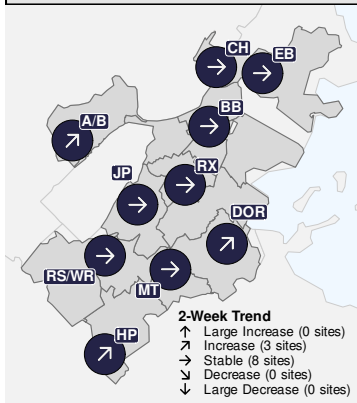 CH
EB
BB
A/B
RX
JP
DOR
RS/WR
MT
HP
2-Week Trend
↑ Large Increase (0 sites)
↗ Increase (3 sites)
→ Stable (8 sites)
↘ Decrease (0 sites)
↓ Large Decrease (0 sites)